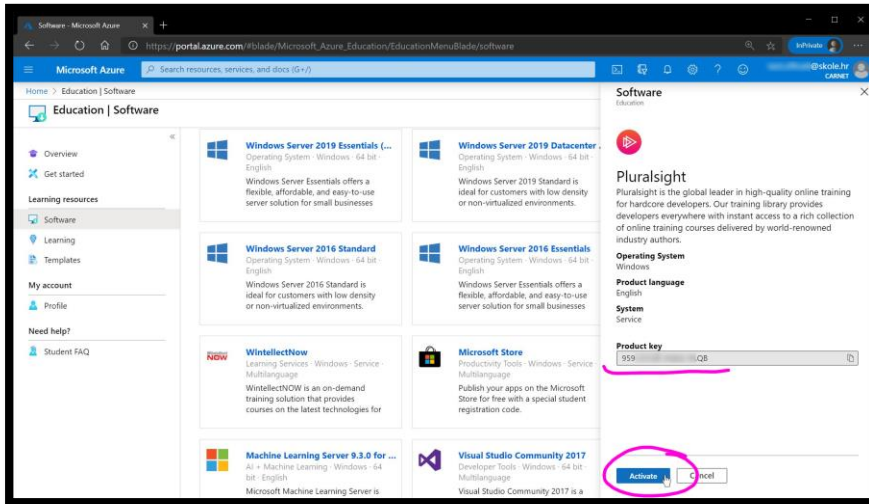 Software - Microsoft Azure
https://portal.azure.com/#blade/Microsoft_Azure_Education/EducationMenuBlade/software
InPrivate
Microsoft Azure
Search resources, services, and docs (G+/)
@skole.hr
CARNET
Home > Education | Software
Education | Software
Overview
Get started
Learning resources
Software
Learning
Templates
My account
Profile
Need help?
Student FAQ
Windows Server 2019 Essentials (...
Operating System · Windows · 64 bit ·
English
Windows Server Essentials offers a
flexible, affordable, and easy-to-use
server solution for small businesses
Windows Server 2019 Datacenter .
Operating System · Windows · 64 bit ·
English
Windows Server 2019 Standard is
ideal for customers with low density
or non-virtualized environments.
Windows Server 2016 Standard
Operating System · Windows · 64 bit ·
English
Windows Server 2016 Standard is
ideal for customers with low density
or non-virtualized environments.
Windows Server 2016 Essentials
Operating System · Windows · 64 bit ·
English
Windows Server Essentials offers a
flexible, affordable, and easy-to-use
server solution for small businesses
NOW
WintellectNow
Learning Services · Windows · Service ·
Multilanguage
WintellectNOW is an on-demand
training solution that provides
courses on the latest technologies for
Microsoft Store
Productivity Tools · Windows · Service ·
Multilanguage
Publish your apps on the Microsoft
Store for free with a special student
registration code.
Machine Learning Server 9.3.0 for ...
AI + Machine Learning · Windows · 64
bit · English
Microsoft Machine Learning Server is
Visual Studio Community 2017
Developer Tools · Windows · 64 bit ·
Multilanguage
Visual Studio Community 2017 is a
Software
Education
Pluralsight
Pluralsight is the global leader in high-quality online training
for hardcore developers. Our training library provides
developers everywhere with instant access to a rich collection
of online training courses delivered by world-renowned
industry authors.
Operating System
Windows
Product language
English
System
Service
Product key
959
QB
Activate
Cancel